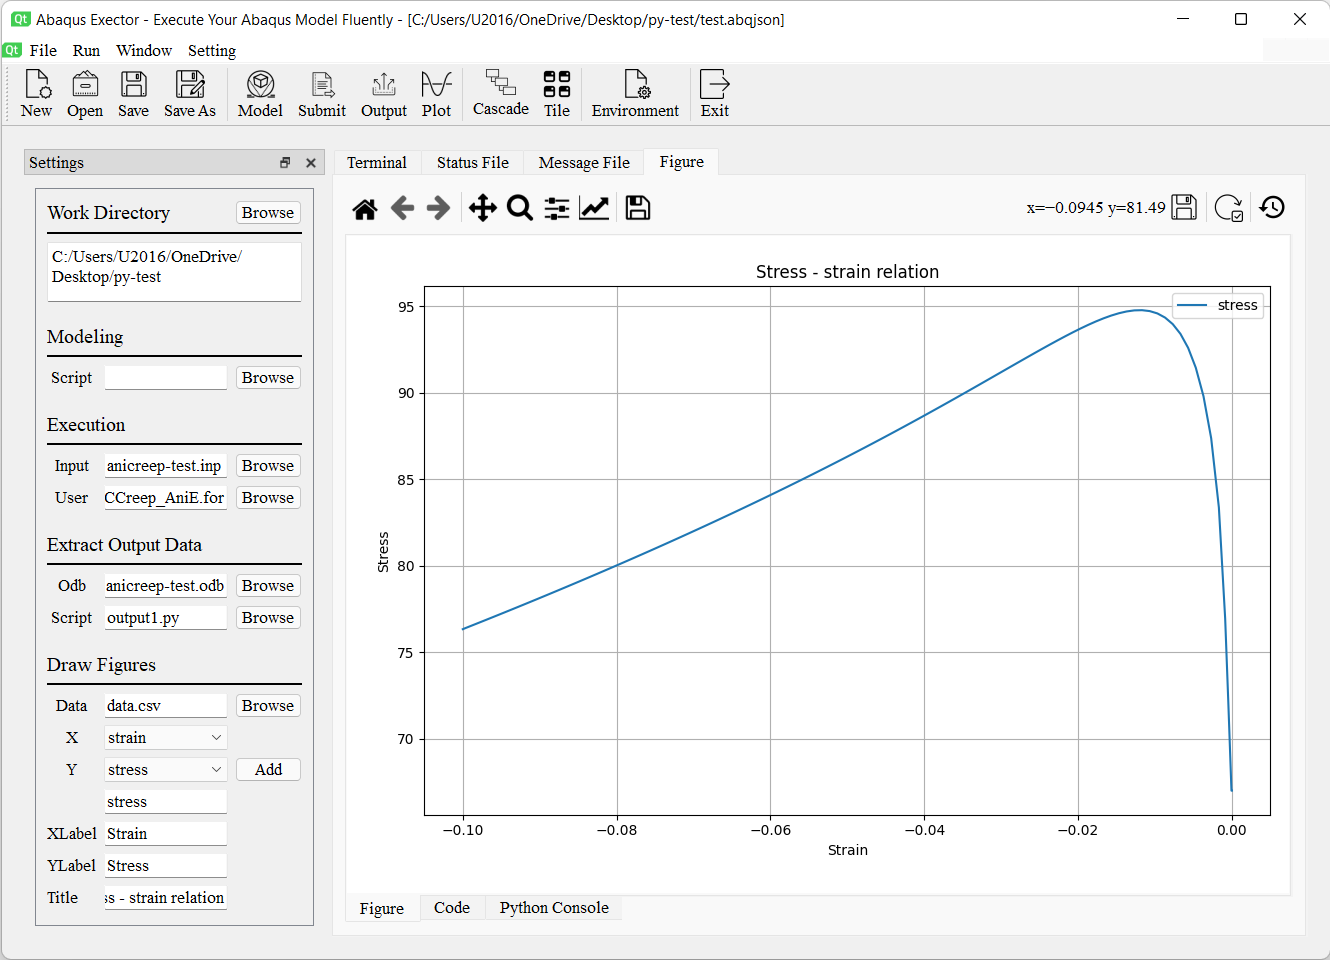 Qt Abaqus Exector - Execute Your Abaqus Model Fluently - [C:/Users/U2016/OneDrive/Desktop/py-test/test.abqjson]
Qt File Run Window Setting
New Open Save Save As Model Submit Output Plot Cascade Tile Environment Exit
Settings
Work Directory Browse
C:/Users/U2016/OneDrive/
Desktop/py-test
Modeling
Script Browse
Execution
Input anicreep-test.inp Browse
User CCreep_AniE.for Browse
Extract Output Data
Odb anicreep-test.odb Browse
Script output1.py Browse
Draw Figures
Data data.csv Browse
X strain
Y stress Add
stress
XLabel Strain
YLabel Stress
Title ss - strain relation
Terminal Status File Message File Figure
x=−0.0945 y=81.49
Stress - strain relation
stress
95
90
85
80
75
70
Stress
−0.10 −0.08 −0.06 −0.04 −0.02 0.00
Strain
Figure Code Python Console